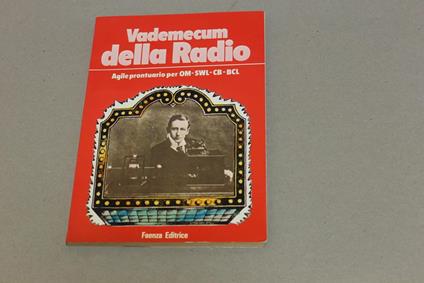 Vademecum
della Radio
Agile prontuario per OM-SWL-CB-BCL
Faenza Editrice